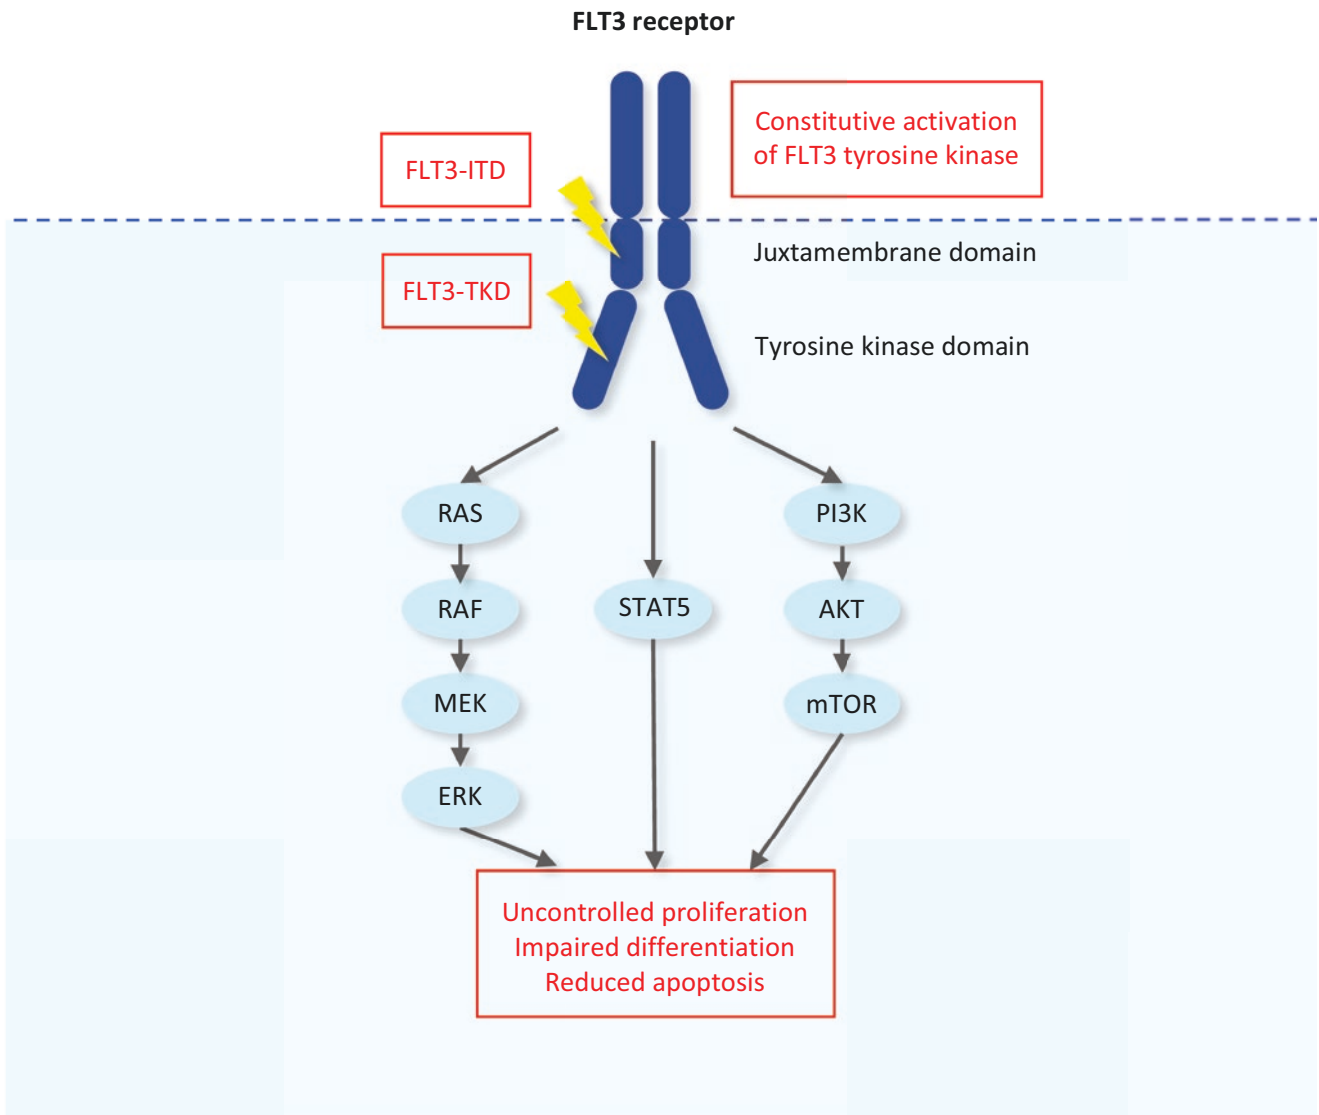 FLT3 receptor
Constitutive activation
of FLT3 tyrosine kinase
FLT3-ITD
Juxtamembrane domain
FLT3-TKD
Tyrosine kinase domain
RAS
PI3K
RAF
STAT5
AKT
MEK
mTOR
ERK
Uncontrolled proliferation
Impaired differentiation
Reduced apoptosis